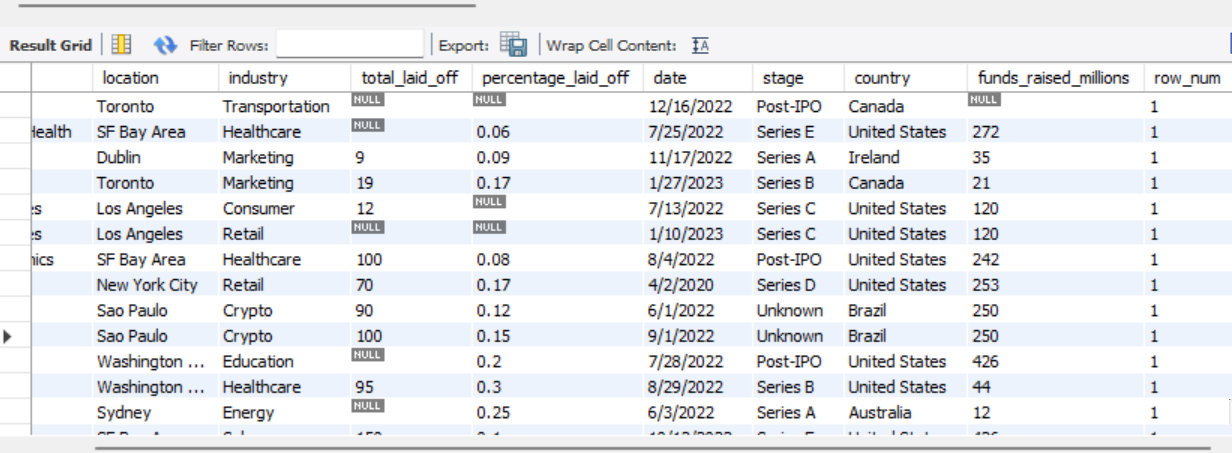 Result Grid Filter Rows: Export: Wrap Cell Content:
location industry total_laid_off percentage_laid_off date stage country funds_raised_millions row_num
Toronto Transportation NULL NULL 12/16/2022 Post-IPO Canada NULL 1
Health SF Bay Area Healthcare NULL 0.06 7/25/2022 Series E United States 272 1
Dublin Marketing 9 0.09 11/17/2022 Series A Ireland 35 1
Toronto Marketing 19 0.17 1/27/2023 Series B Canada 21 1
s Los Angeles Consumer 12 NULL 7/13/2022 Series C United States 120 1
s Los Angeles Retail NULL NULL 1/10/2023 Series C United States 120 1
nics SF Bay Area Healthcare 100 0.08 8/4/2022 Post-IPO United States 242 1
New York City Retail 70 0.17 4/2/2020 Series D United States 253 1
Sao Paulo Crypto 90 0.12 6/1/2022 Unknown Brazil 250 1
Sao Paulo Crypto 100 0.15 9/1/2022 Unknown Brazil 250 1
Washington ... Education NULL 0.2 7/28/2022 Post-IPO United States 426 1
Washington ... Healthcare 95 0.3 8/29/2022 Series B United States 44 1
Sydney Energy NULL 0.25 6/3/2022 Series A Australia 12 1